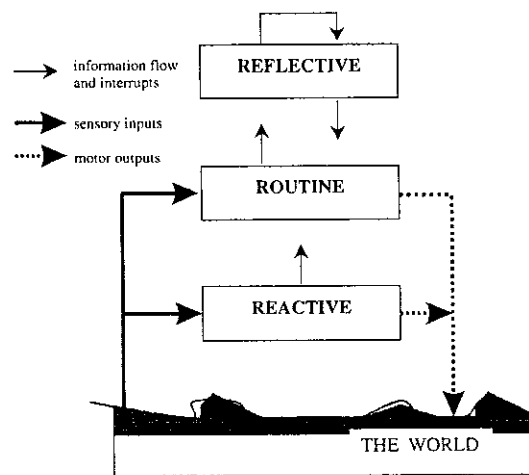 REFLECTIVE
information flow
and interrupts
sensory inputs
motor outputs
ROUTINE
REACTIVE
THE WORLD